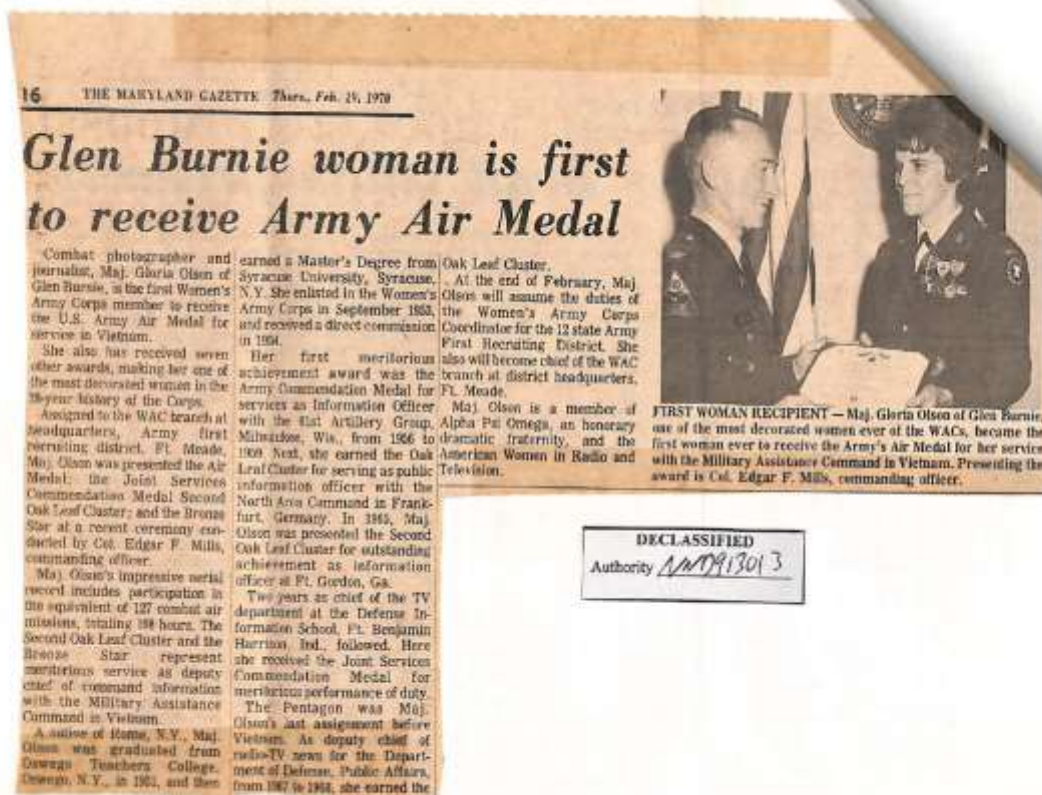 16 THE MARYLAND GAZETTE Thurs., Feb. 19, 1970
Glen Burnie woman is first
to receive Army Air Medal
Combat photographer and
journalist, Maj. Gloria Olson of
Glen Burnie, is the first Women's
Army Corps member to receive
the U.S. Army Air Medal for
service in Vietnam.
She also has received seven
other awards, making her one of
the most decorated women in the
history of the Corps.
Assigned to the WAC branch at
headquarters, Army first
recruiting district, Ft. Meade,
Maj. Olson was presented the Air
Medal; the Joint Services
Commendation Medal Second
Oak Leaf Cluster; and the Bronze
Star at a recent ceremony con-
ducted by Col. Edgar F. Mills,
commanding officer.
Maj. Olson's impressive aerial
record includes participation in
the equivalent of 127 combat air
missions, totaling hours. The
Second Oak Leaf Cluster and the
Bronze Star represent
meritorious service as deputy
chief of command information
with the Military Assistance
Command in Vietnam.
A native of Rome, N.Y., Maj.
Olson was graduated from
Oswego Teachers College,
Oswego, N.Y., in and then
earned a Master's Degree from
Syracuse University, Syracuse,
N.Y. She enlisted in the Women's
Army Corps in September
and received a direct commission
in
Her first meritorious
achievement award was the
Army Commendation Medal for
services as Information Officer
with the 61st Artillery Group,
Milwaukee, Wis., from 1956 to
Next, she earned the Oak
Leaf Cluster for serving as public
information officer with the
North Area Command in Frank-
furt, Germany. In 1965, Maj.
Olson was presented the Second
Oak Leaf Cluster for outstanding
achievement as information
officer at Ft. Gordon, Ga.
Two years as chief of the TV
department at the Defense In-
formation School, Ft. Benjamin
Harrison, Ind., followed. Here
she received the Joint Services
Commendation Medal for
meritorious performance of duty.
The Pentagon was Maj.
Olson's last assignment before
Vietnam. As deputy chief of
radio-TV news for the Depart-
ment of Defense, Public Affairs,
from 1967 to 1968, she earned the
Oak Leaf Cluster.
At the end of February, Maj
Olson will assume the duties of
the Women's Army Corps
Coordinator for the 12 state Army
First Recruiting District. She
also will become chief of the WAC
branch at district headquarters,
Ft. Meade.
Maj. Olson is a member of
Alpha Psi Omega, an honorary
dramatic fraternity, and the
American Women in Radio and
Television.
FIRST WOMAN RECIPIENT — Maj. Gloria Olson of Glen Burnie,
one of the most decorated women ever of the WACs, became the
first woman ever to receive the Army's Air Medal for her service
with the Military Assistance Command in Vietnam. Presenting the
award is Col. Edgar F. Mills, commanding officer.
DECLASSIFIED
Authority NND913013